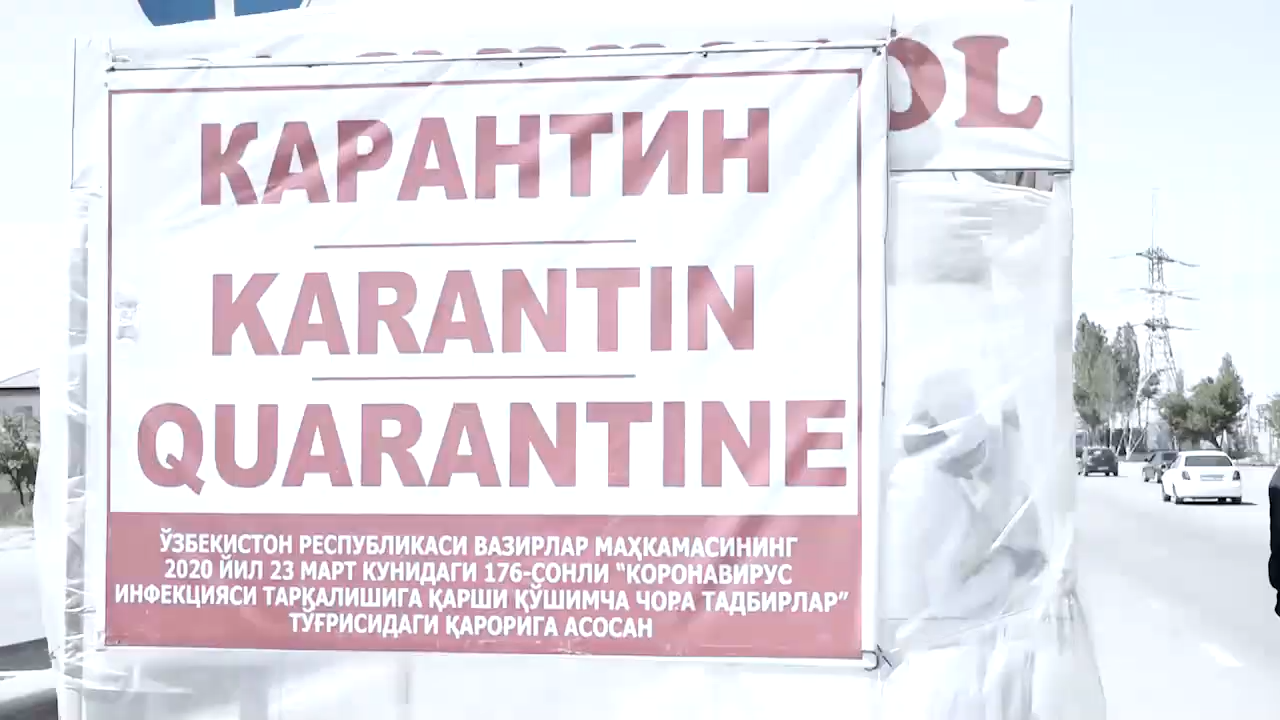 КАРАНТИН
KARANTIN
QUARANTINE
ЎЗБЕКИСТОН РЕСПУБЛИКАСИ ВАЗИРЛАР МАҲКАМАСИНИНГ
2020 ЙИЛ 23 МАРТ КУНИДАГИ 176-СОНЛИ "КОРОНАВИРУС
ИНФЕКЦИЯСИ ТАРҚАЛИШИГА ҚАРШИ ҚЎШИМЧА ЧОРА ТАДБИРЛАР"
ТЎҒРИСИДАГИ ҚАРОРИГА АСОСАН